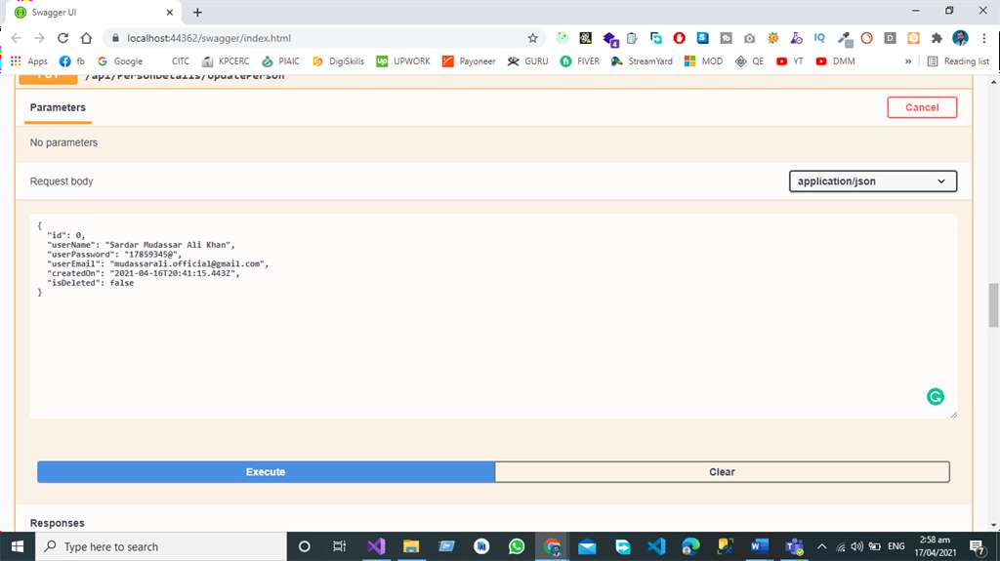 Swagger UI
localhost:44362/swagger/index.html
Apps fb Google CITC KPCERC PIAIC DigiSkills UPWORK Payoneer GURU FIVER StreamYard MOD QE YT DMM » Reading list
PUT /api/PersonDetails/UpdatePerson
Parameters
Cancel
No parameters
Request body
application/json
{
"id": 0,
"userName": "Sardar Mudassar Ali Khan",
"userPassword": "17859345@",
"userEmail": "mudassarali.official@gmail.com",
"createdOn": "2021-04-16T20:41:15.443Z",
"isDeleted": false
}
Execute
Clear
Responses
Type here to search
ENG
2:58 am
17/04/2021